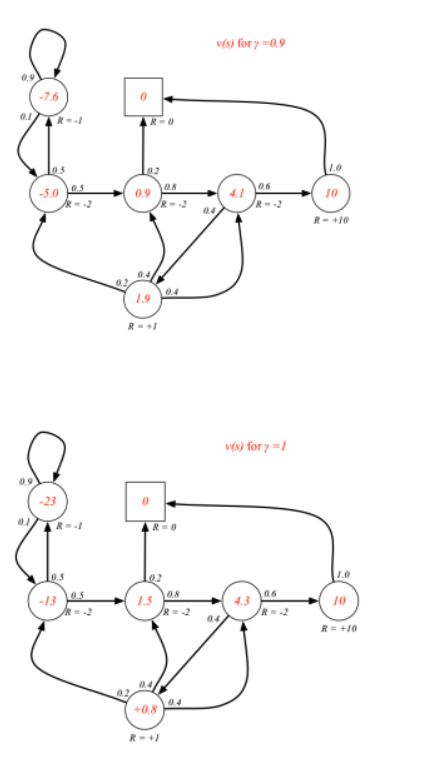 v(s) for γ =0.9
0.9
-7.6
0
0.1
R = -1
R = 0
0.5
0.2
1.0
-5.0
0.5
R = -2
0.9
0.8
R = -2
4.1
0.6
R = -2
10
0.4
R = +10
0.2
0.4
1.9
0.4
R = +1
v(s) for γ =1
0.9
-23
0
0.1
R = -1
R = 0
0.5
0.2
1.0
-13
0.5
R = -2
1.5
0.8
R = -2
4.3
0.6
R = -2
10
0.4
R = +10
0.2
0.4
+0.8
0.4
R = +1